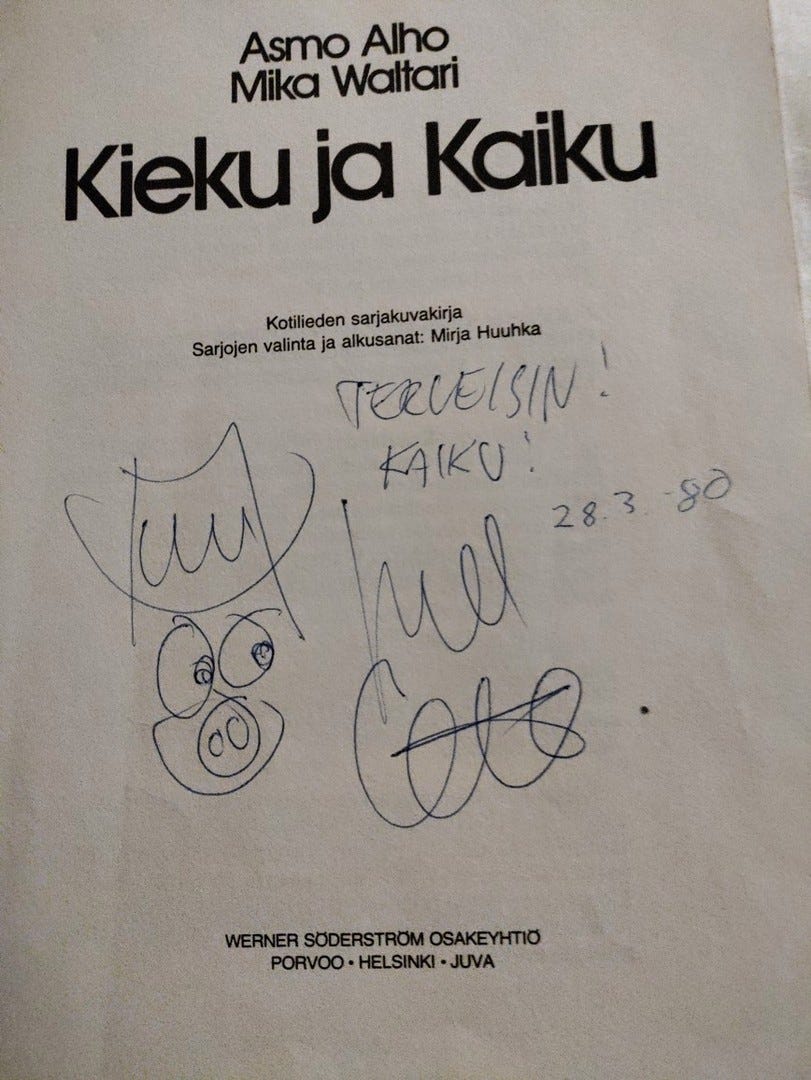 Asmo Alho
Mika Waltari
Kieku ja Kaiku
Kotilieden sarjakuvakirja
Sarjojen valinta ja alkusanat: Mirja Huuhka
TERVEISIN!
KAIKU!
28.3.-80
WERNER SÖDERSTRÖM OSAKEYHTIÖ
PORVOO • HELSINKI • JUVA